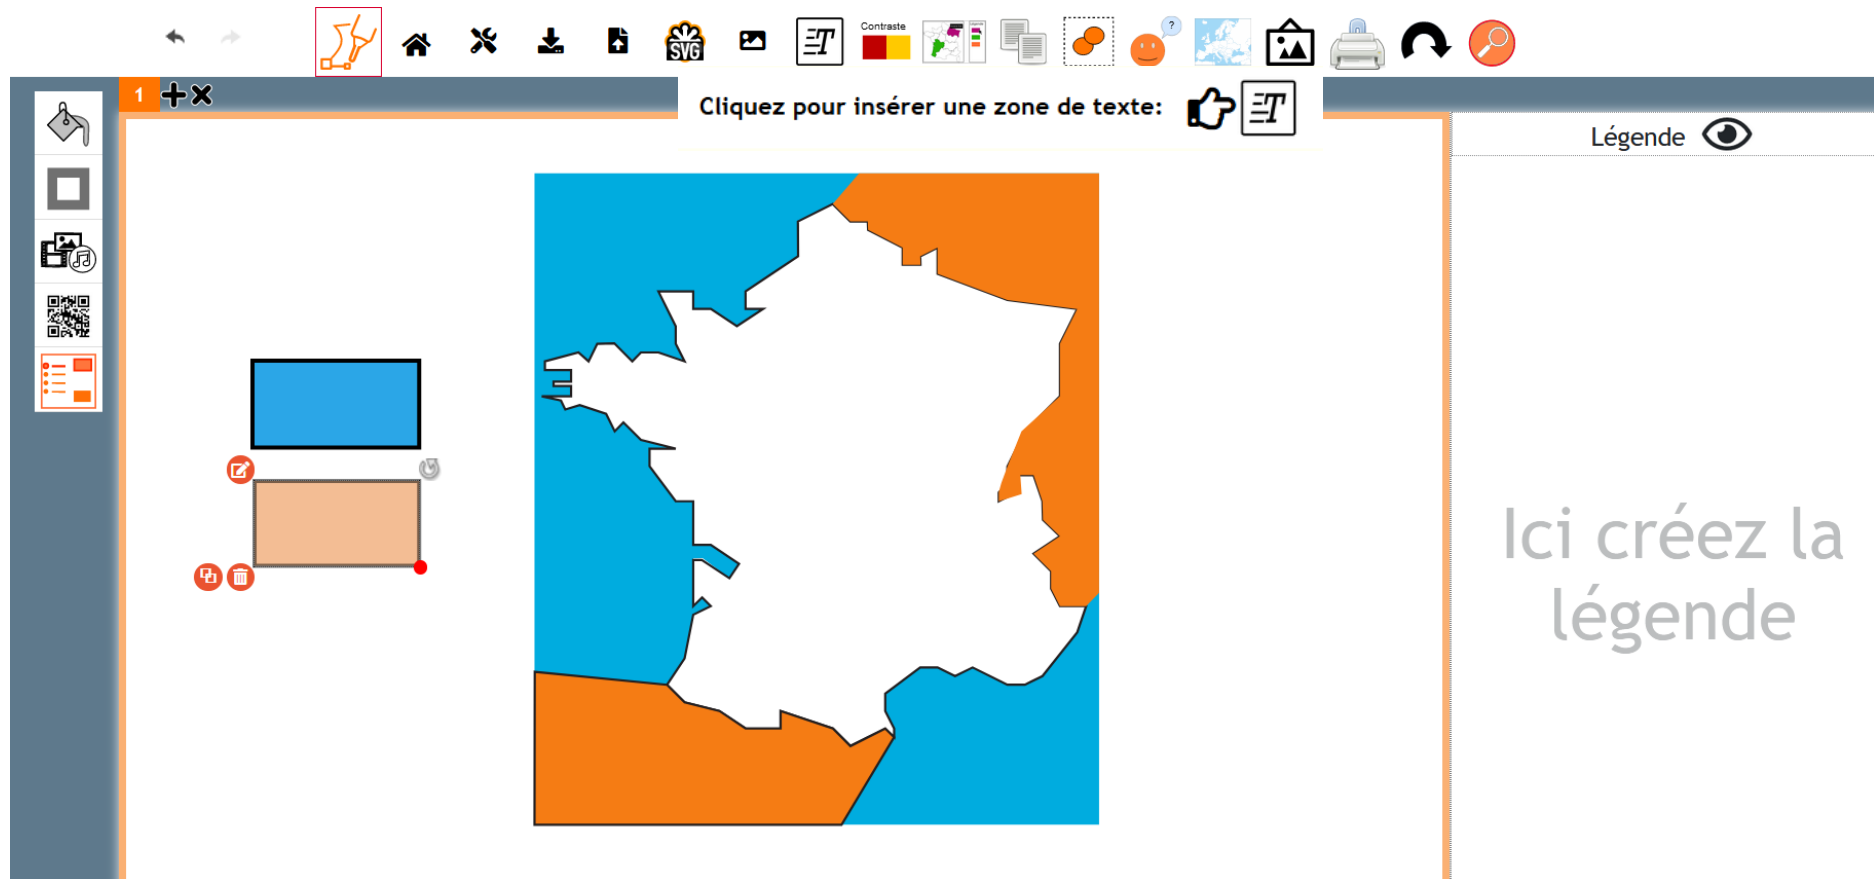 SVG
T
Contraste
?
1
Cliquez pour insérer une zone de texte:
T
Légende
Ici créez la
légende